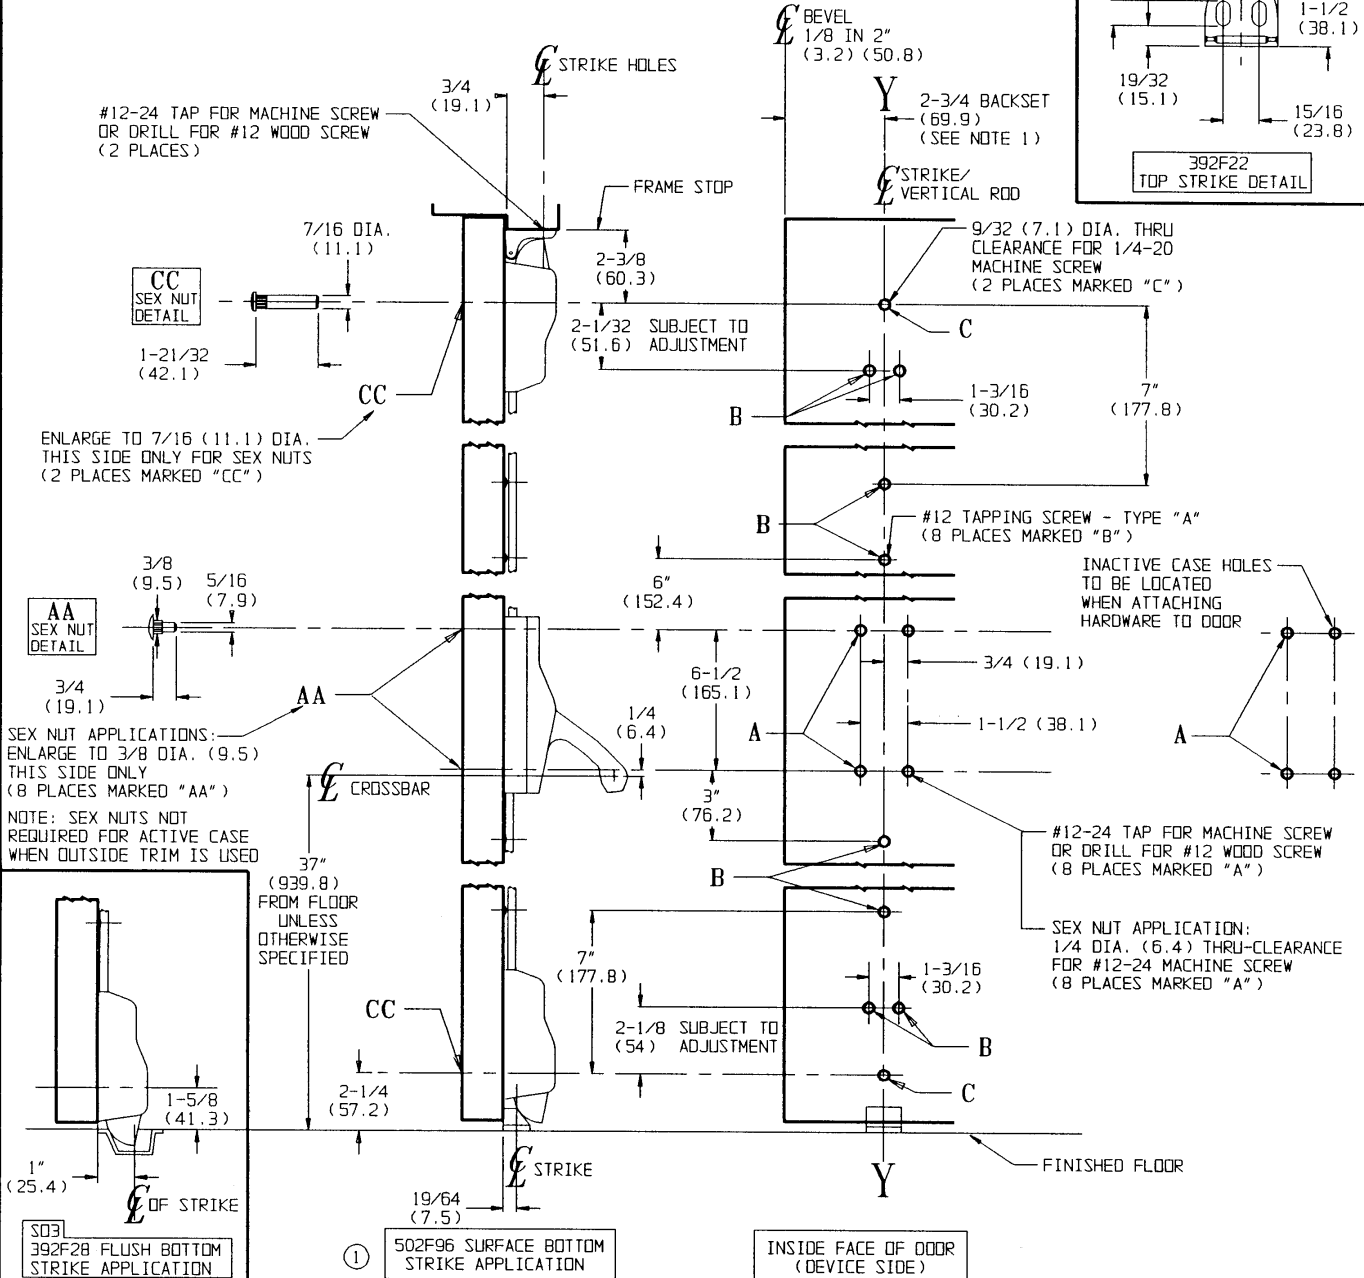 ℄ BEVEL
1/8 IN 2"
(3.2) (50.8)
1-1/2
(38.1)
19/32
(15.1)
15/16
(23.8)
392F22
TOP STRIKE DETAIL
℄ STRIKE HOLES
3/4
(19.1)
#12-24 TAP FOR MACHINE SCREW
OR DRILL FOR #12 WOOD SCREW
(2 PLACES)
Y
2-3/4 BACKSET
(69.9)
(SEE NOTE 1)
FRAME STOP
℄ STRIKE/
VERTICAL ROD
7/16 DIA.
(11.1)
CC
SEX NUT
DETAIL
1-21/32
(42.1)
2-3/8
(60.3)
2-1/32 SUBJECT TO
(51.6) ADJUSTMENT
9/32 (7.1) DIA. THRU
CLEARANCE FOR 1/4-20
MACHINE SCREW
(2 PLACES MARKED "C")
C
CC
B
1-3/16
(30.2)
7"
(177.8)
ENLARGE TO 7/16 (11.1) DIA.
THIS SIDE ONLY FOR SEX NUTS
(2 PLACES MARKED "CC")
B
#12 TAPPING SCREW - TYPE "A"
(8 PLACES MARKED "B")
3/8
(9.5)
5/16
(7.9)
AA
SEX NUT
DETAIL
3/4
(19.1)
6"
(152.4)
INACTIVE CASE HOLES
TO BE LOCATED
WHEN ATTACHING
HARDWARE TO DOOR
AA
6-1/2
(165.1)
3/4 (19.1)
1/4
(6.4)
A
1-1/2 (38.1)
A
SEX NUT APPLICATIONS:
ENLARGE TO 3/8 DIA. (9.5)
THIS SIDE ONLY
(8 PLACES MARKED "AA")
℄ CROSSBAR
3"
(76.2)
NOTE: SEX NUTS NOT
REQUIRED FOR ACTIVE CASE
WHEN OUTSIDE TRIM IS USED
#12-24 TAP FOR MACHINE SCREW
OR DRILL FOR #12 WOOD SCREW
(8 PLACES MARKED "A")
37"
(939.8)
FROM FLOOR
UNLESS
OTHERWISE
SPECIFIED
B
SEX NUT APPLICATION:
1/4 DIA. (6.4) THRU-CLEARANCE
FOR #12-24 MACHINE SCREW
(8 PLACES MARKED "A")
7"
(177.8)
1-3/16
(30.2)
CC
2-1/8 SUBJECT TO
(54) ADJUSTMENT
B
C
2-1/4
(57.2)
1-5/8
(41.3)
1"
(25.4)
℄ OF STRIKE
℄ STRIKE
19/64
(7.5)
Y
FINISHED FLOOR
SD3
392F28 FLUSH BOTTOM
STRIKE APPLICATION
1
502F96 SURFACE BOTTOM
STRIKE APPLICATION
INSIDE FACE OF DOOR
(DEVICE SIDE)